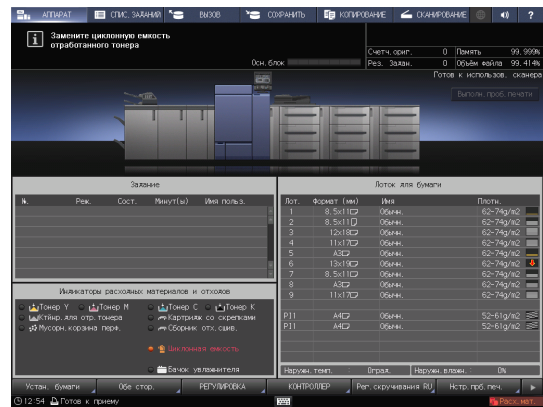 АППАРАТ СПИС. ЗАДАНИЙ ВЫЗОВ СОХРАНИТЬ КОПИРОВАНИЕ СКАНИРОВАНИЕ ?
Замените циклонную емкость
отработанного тонера
Осн. блок
Счетч. ориг. 0 Память 99.999%
Рез. Задан. 0 Объём файла 99.414%
Готов к использов. сканера
Выполн. проб. печати
Задание
№. Реж. Сост. Минут(ы) Имя польз.
Лоток для бумаги
Лот. Формат (мм) Имя Плотн.
1 8.5x11 Обычн. 62-74g/m2
2 8.5x11 Обычн. 62-74g/m2
3 12x18 Обычн. 62-74g/m2
4 11x17 Обычн. 62-74g/m2
5 A3 Обычн. 62-74g/m2
6 13x19 Обычн. 62-74g/m2
7 8.5x11 Обычн. 62-74g/m2
8 A3 Обычн. 62-74g/m2
9 11x17 Обычн. 62-74g/m2
PI1 A4 Обычн. 52-61g/m2
PI1 A4 Обычн. 52-61g/m2
Индикаторы расходных материалов и отходов
Тонер Y Тонер M Тонер C Тонер K
Кнтйнр.для отр.тонера Картридж со скрепками
Мусорн.корзина перф. Сборник отх.сшив.
Циклонная емкость
Бачок увлажнителя
Наружн. темп. : 0град. Наружн. влажн. : 0%
Устан. бумаги Обе стор. РЕГУЛИРОВКА КОНТРОЛЛЕР Рег.скручивания RU Нстр.прб.печ.
12:54 Готов к приему Расх.мат.